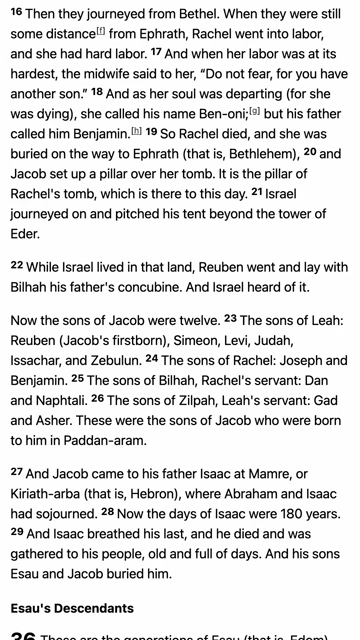 16 Then they journeyed from Bethel. When they were still
some distance[f] from Ephrath, Rachel went into labor,
and she had hard labor. 17 And when her labor was at its
hardest, the midwife said to her, “Do not fear, for you have
another son.” 18 And as her soul was departing (for she
was dying), she called his name Ben-oni;[g] but his father
called him Benjamin.[h] 19 So Rachel died, and she was
buried on the way to Ephrath (that is, Bethlehem), 20 and
Jacob set up a pillar over her tomb. It is the pillar of
Rachel's tomb, which is there to this day. 21 Israel
journeyed on and pitched his tent beyond the tower of
Eder.
22 While Israel lived in that land, Reuben went and lay with
Bilhah his father's concubine. And Israel heard of it.
Now the sons of Jacob were twelve. 23 The sons of Leah:
Reuben (Jacob's firstborn), Simeon, Levi, Judah,
Issachar, and Zebulun. 24 The sons of Rachel: Joseph and
Benjamin. 25 The sons of Bilhah, Rachel's servant: Dan
and Naphtali. 26 The sons of Zilpah, Leah's servant: Gad
and Asher. These were the sons of Jacob who were born
to him in Paddan-aram.
27 And Jacob came to his father Isaac at Mamre, or
Kiriath-arba (that is, Hebron), where Abraham and Isaac
had sojourned. 28 Now the days of Isaac were 180 years.
29 And Isaac breathed his last, and he died and was
gathered to his people, old and full of days. And his sons
Esau and Jacob buried him.
Esau's Descendants
36 These are the generations of Esau (that is, Edom).